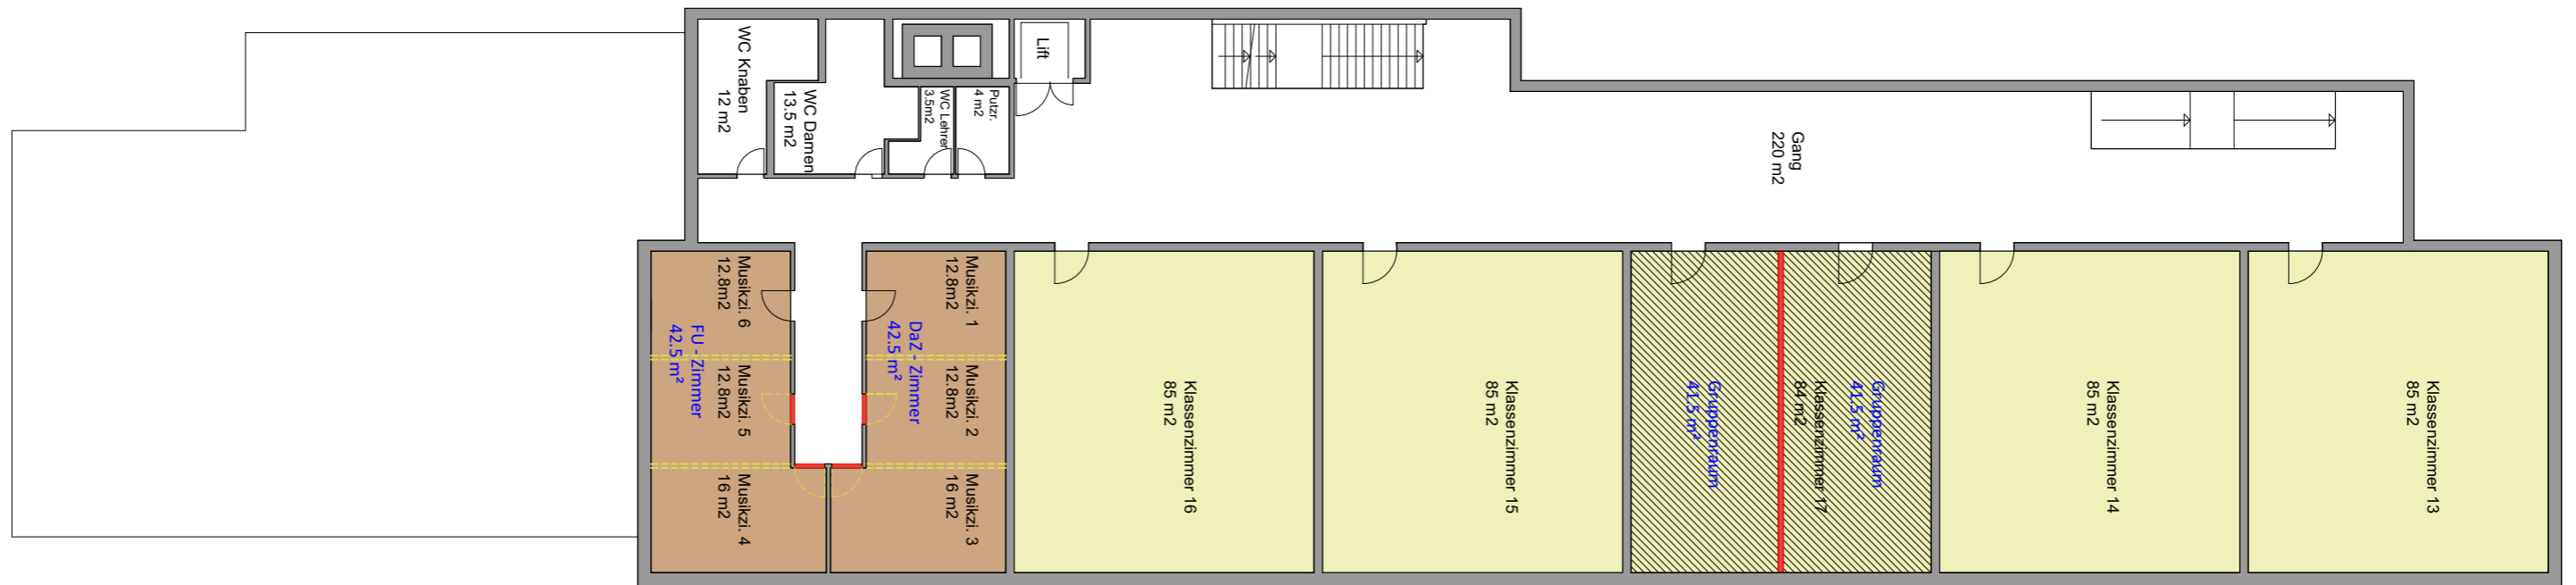 WC Knaben
12 m2
WC Damen
13.5 m2
WC Lehrer
3.5m2
Putzr.
4 m2
Lift
Gang
220 m2
Musikzi. 6
12.8m2
FU - Zimmer
42.5 m²
Musikzi. 5
12.8m2
Musikzi. 4
16 m2
Musikzi. 1
12.8m2
DaZ - Zimmer
42.5 m²
Musikzi. 2
12.8m2
Musikzi. 3
16 m2
Klassenzimmer 16
85 m2
Klassenzimmer 15
85 m2
Gruppenraum
41.5 m²
Klassenzimmer 17
84 m2
Gruppenraum
41.5 m²
Klassenzimmer 14
85 m2
Klassenzimmer 13
85 m2